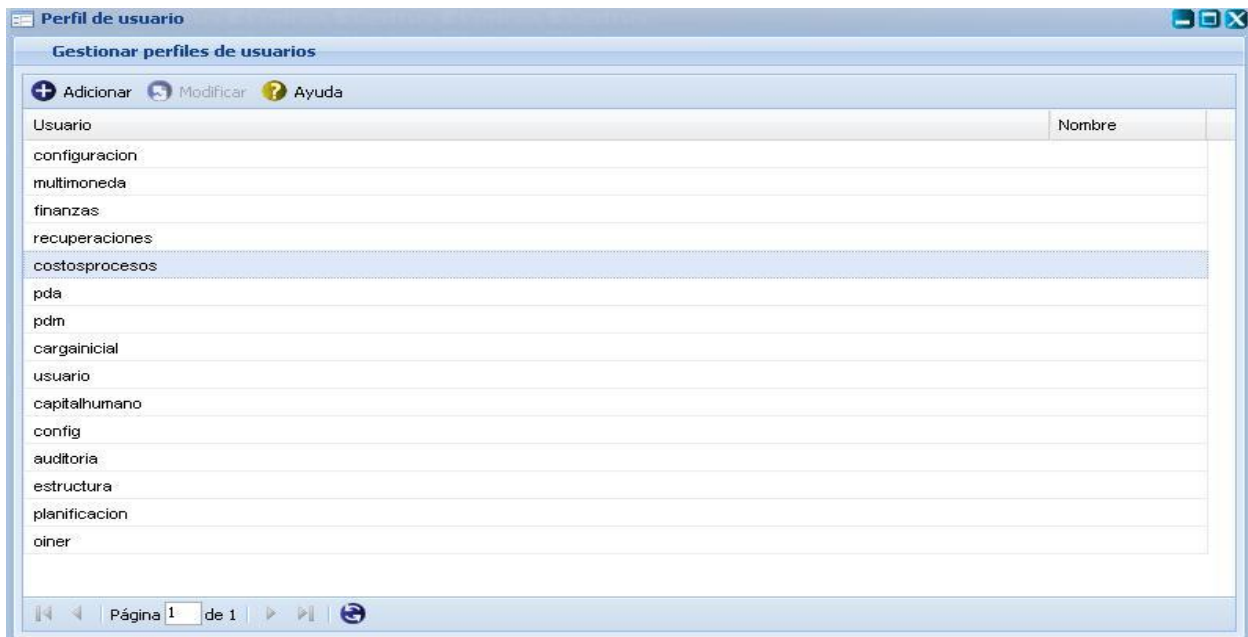 Perfil de usuario
Gestionar perfiles de usuarios
Adicionar Modificar Ayuda
Usuario Nombre
configuracion
multimoneda
finanzas
recuperaciones
costosprocesos
pda
pdm
cargainicial
usuario
capitalhumano
config
auditoria
estructura
planificacion
oiner
Página 1 de 1